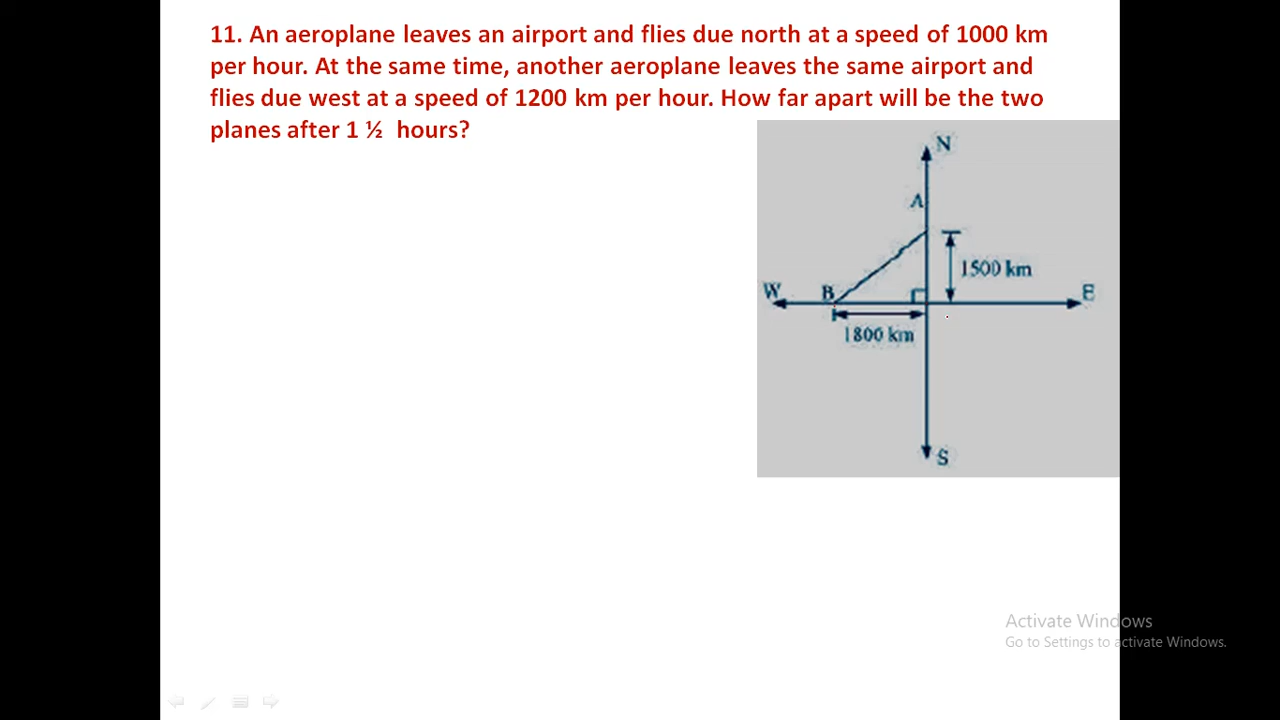 11. An aeroplane leaves an airport and flies due north at a speed of 1000 km
per hour. At the same time, another aeroplane leaves the same airport and
flies due west at a speed of 1200 km per hour. How far apart will be the two
planes after 1 ½ hours?
N
A
1500 km
W
B
E
1800 km
S
Activate Windows
Go to Settings to activate Windows.